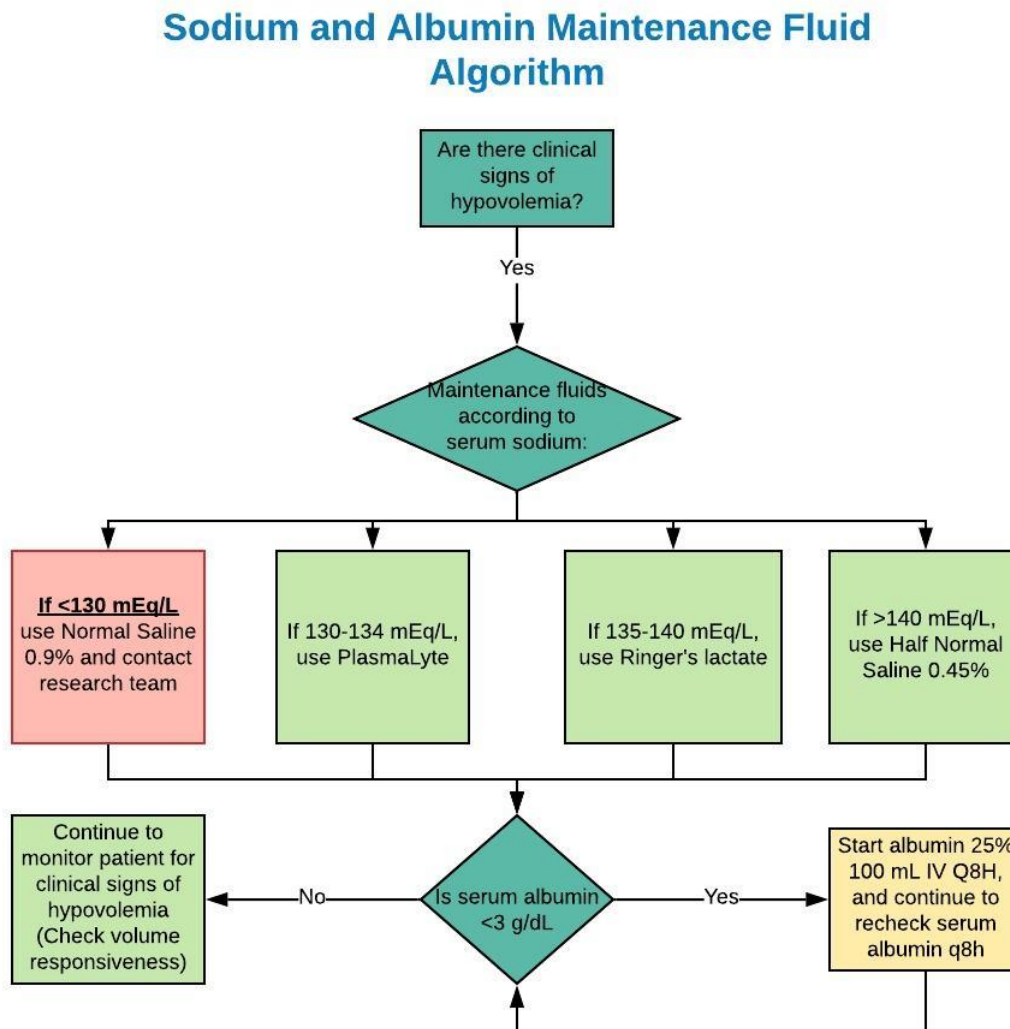 Sodium and Albumin Maintenance Fluid
Algorithm
Are there clinical
signs of
hypovolemia?
Yes
Maintenance fluids
according to
serum sodium:
If <130 mEq/L
use Normal Saline
0.9% and contact
research team
If 130-134 mEq/L,
use PlasmaLyte
If 135-140 mEq/L,
use Ringer's lactate
If >140 mEq/L,
use Half Normal
Saline 0.45%
Continue to
monitor patient for
clinical signs of
hypovolemia
(Check volume
responsiveness)
No
Is serum albumin
<3 g/dL
Yes
Start albumin 25%
100 mL IV Q8H,
and continue to
recheck serum
albumin q8h